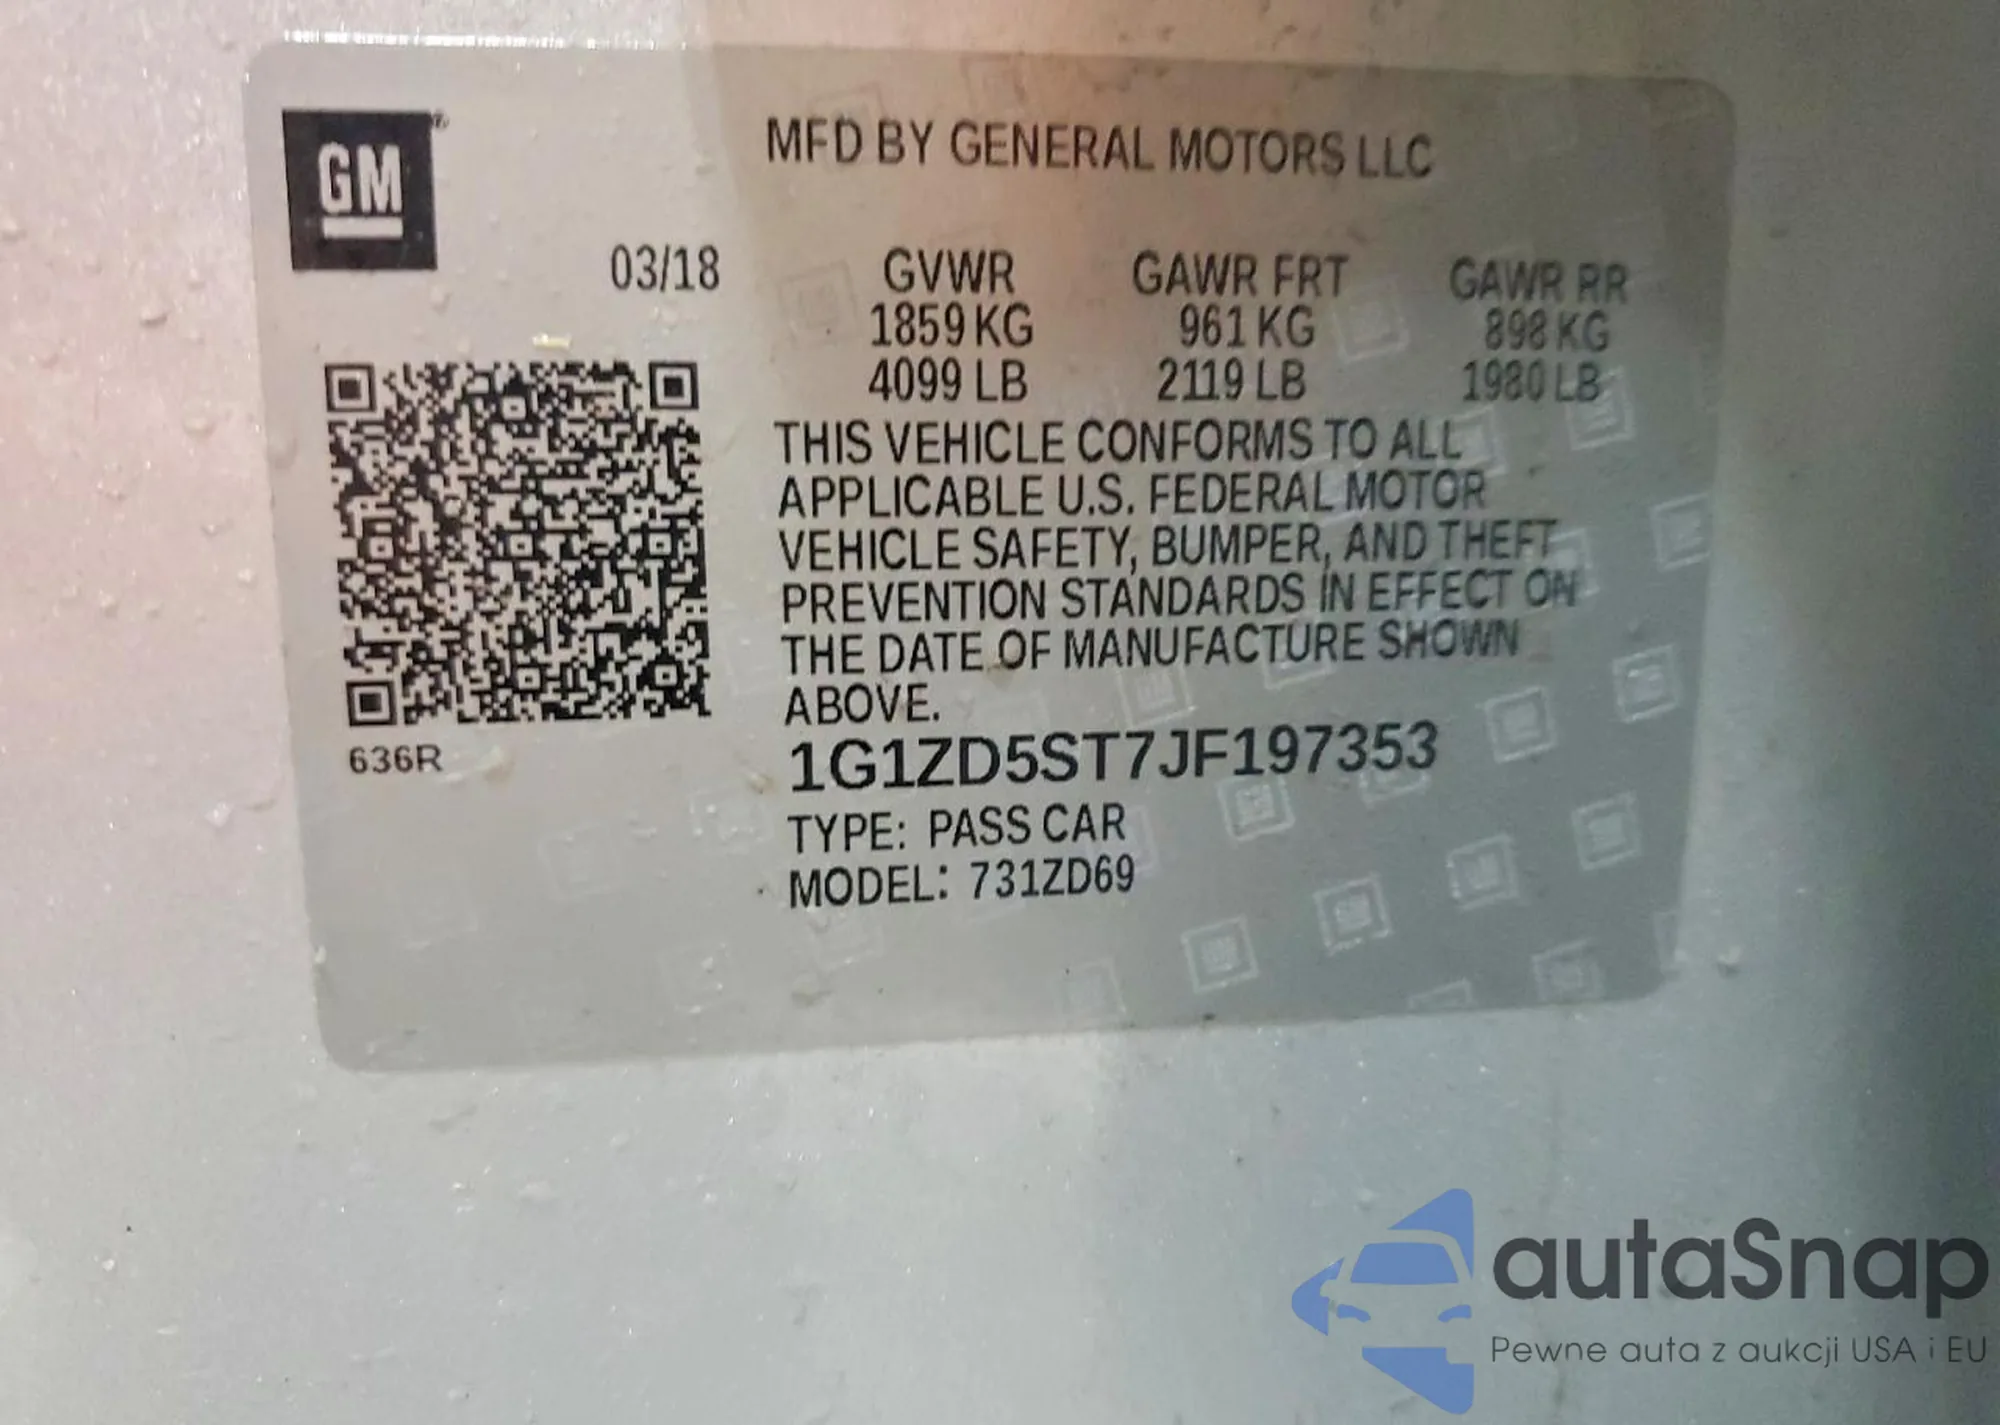 GM
MFD BY GENERAL MOTORS LLC
03/18
GVWR GAWR FRT GAWR RR
1859 KG 961 KG 898 KG
4099 LB 2119 LB 1980 LB
THIS VEHICLE CONFORMS TO ALL
APPLICABLE U.S. FEDERAL MOTOR
VEHICLE SAFETY, BUMPER, AND THEFT
PREVENTION STANDARDS IN EFFECT ON
THE DATE OF MANUFACTURE SHOWN
ABOVE.
636R
1G1ZD5ST7JF197353
TYPE: PASS CAR
MODEL: 731ZD69
autaSnap
Pewne auta z aukcji USA i EU